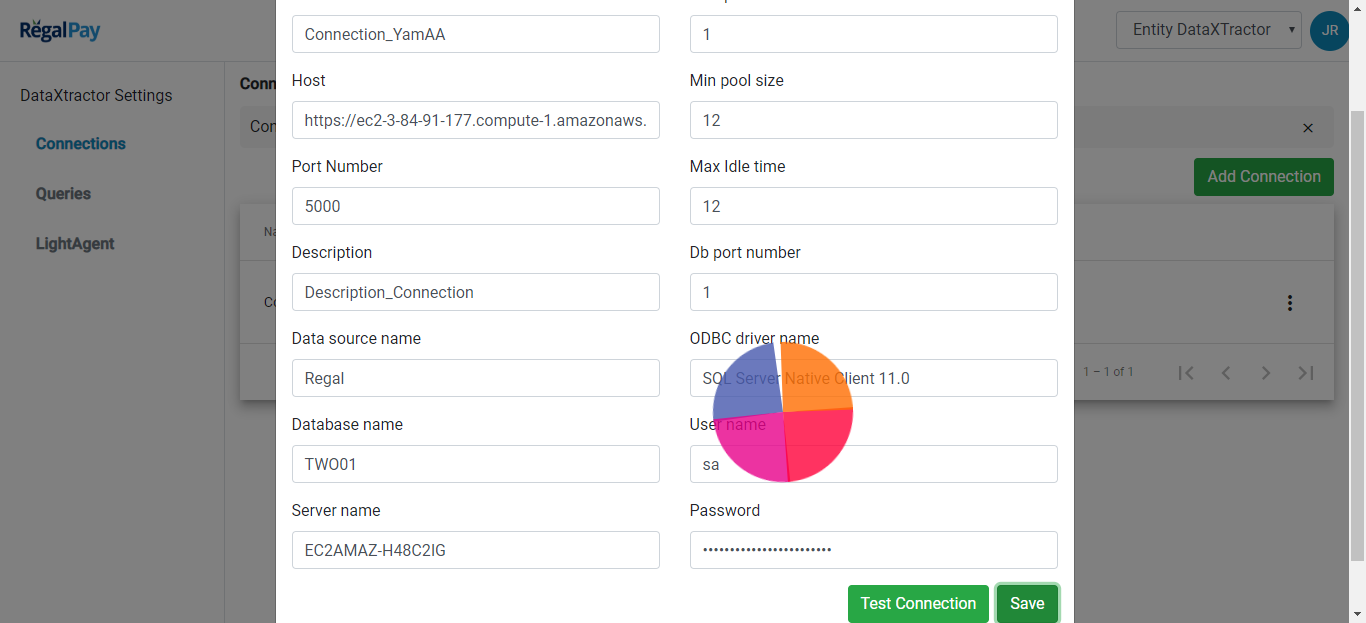 RegalPay
Entity DataXTractor
JR
DataXtractor Settings
Connections
Queries
LightAgent
Conn
Con
Add Connection
Na
Co
1 – 1 of 1
Connection_YamAA
1
Host
Min pool size
https://ec2-3-84-91-177.compute-1.amazonaws.
12
Port Number
Max Idle time
5000
12
Description
Db port number
Description_Connection
1
Data source name
ODBC driver name
Regal
SQL Server Native Client 11.0
Database name
User name
TWO01
sa
Server name
Password
EC2AMAZ-H48C2IG
Test Connection
Save